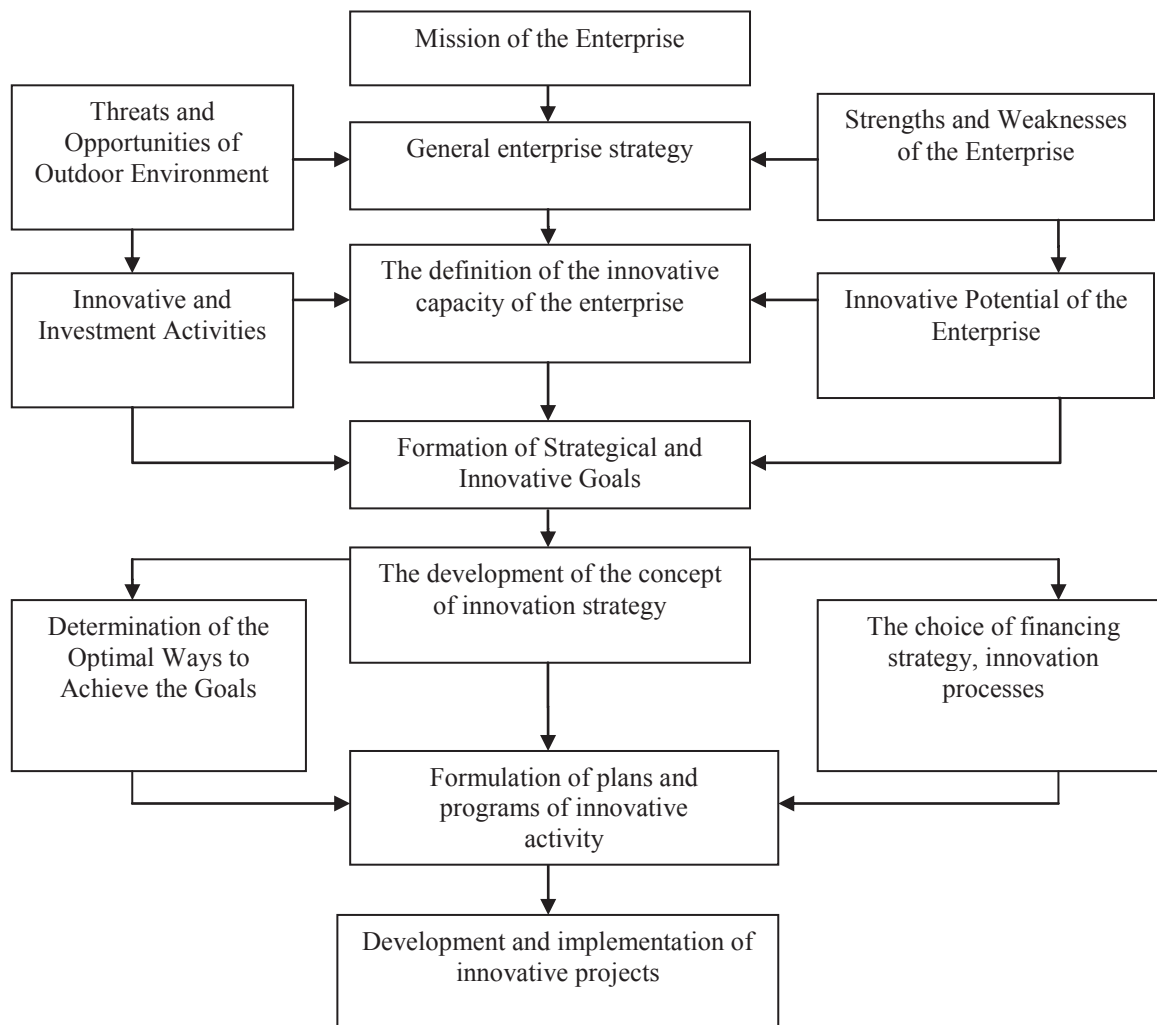 Mission of the Enterprise
Threats and
Opportunities of
Outdoor Environment
General enterprise strategy
Strengths and Weaknesses
of the Enterprise
Innovative and
Investment Activities
The definition of the innovative
capacity of the enterprise
Innovative Potential of the
Enterprise
Formation of Strategical and
Innovative Goals
The development of the concept
of innovation strategy
Determination of the
Optimal Ways to
Achieve the Goals
The choice of financing
strategy, innovation
processes
Formulation of plans and
programs of innovative
activity
Development and implementation of
innovative projects